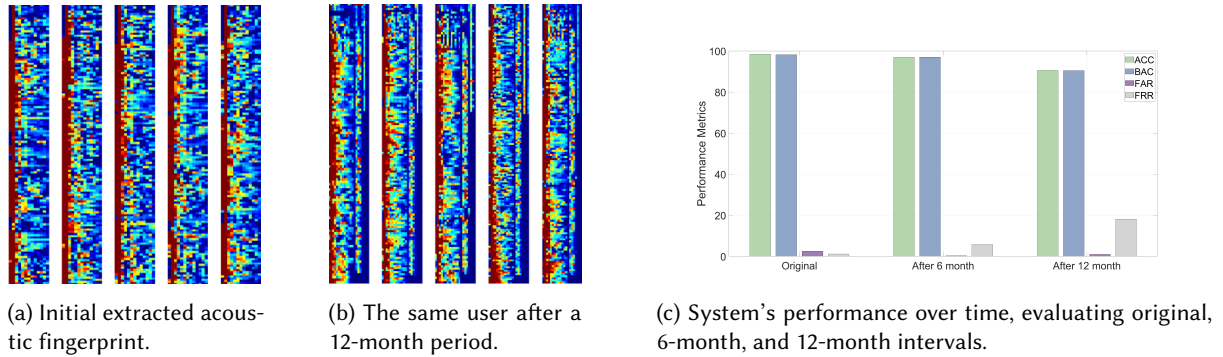 100
80
60
40
20
0
Performance Metrics
ACC
BAC
FAR
FRR
Original
After 6 month
After 12 month
(a) Initial extracted acous-
tic fingerprint.
(b) The same user after a
12-month period.
(c) System's performance over time, evaluating original,
6-month, and 12-month intervals.